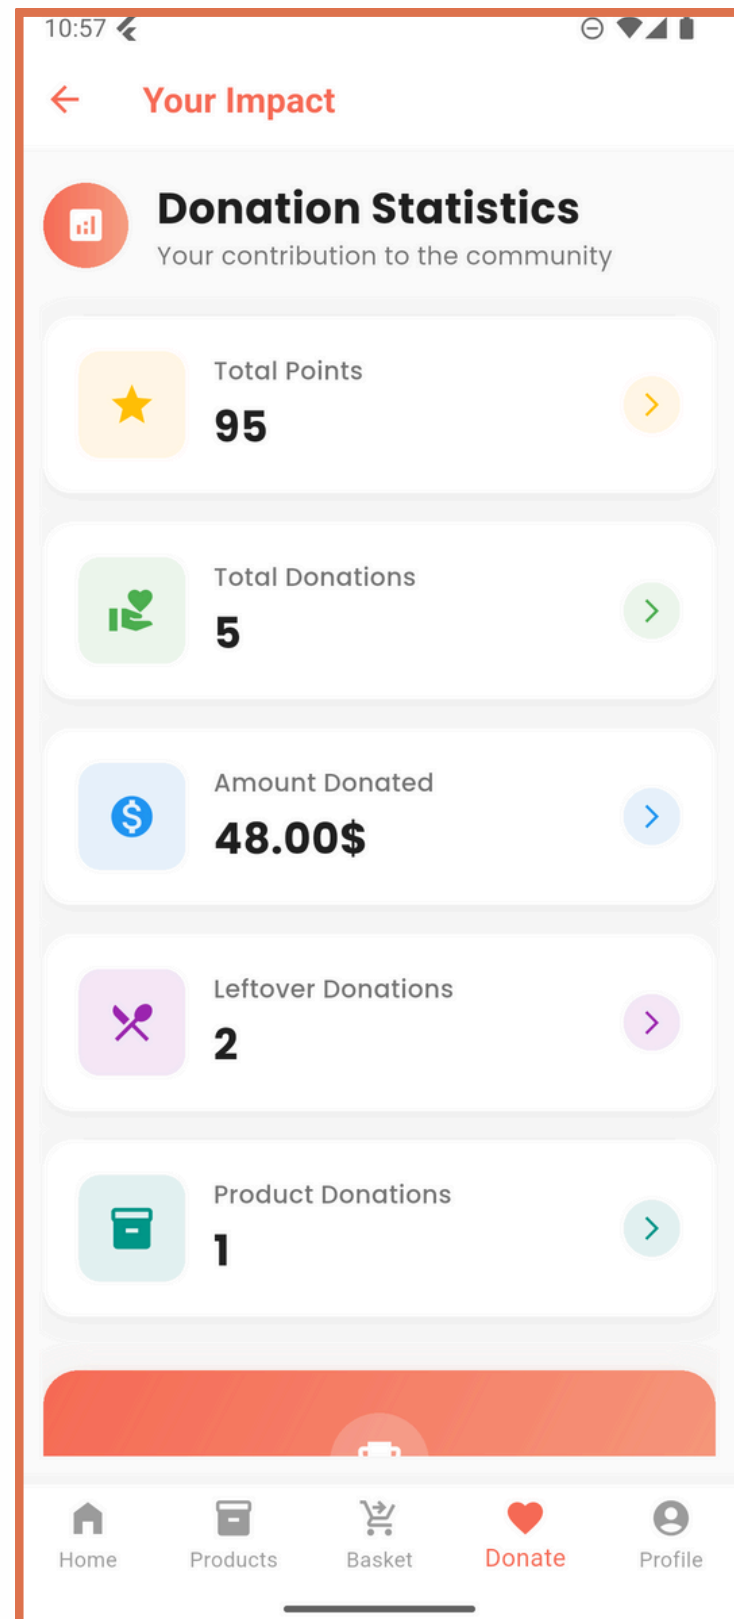 10:57
Your Impact
Donation Statistics
Your contribution to the community
Total Points
95
Total Donations
5
Amount Donated
48.00$
Leftover Donations
2
Product Donations
1
Home
Products
Basket
Donate
Profile